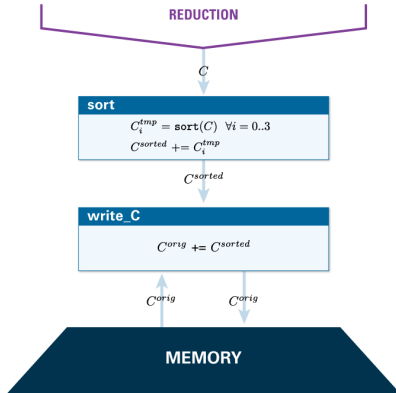 REDUCTION
C
sort
C_i^{tmp} = sort(C) ∀i = 0..3
C^{sorted} += C_i^{tmp}
C^{sorted}
write_C
C^{orig} += C^{sorted}
C^{orig} C^{orig}
MEMORY